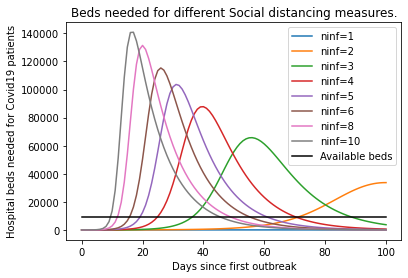 Beds needed for different Social distancing measures.
Hospital beds needed for Covid19 patients
140000
120000
100000
80000
60000
40000
20000
0
ninf=1
ninf=2
ninf=3
ninf=4
ninf=5
ninf=6
ninf=8
ninf=10
Available beds
0 20 40 60 80 100
Days since first outbreak